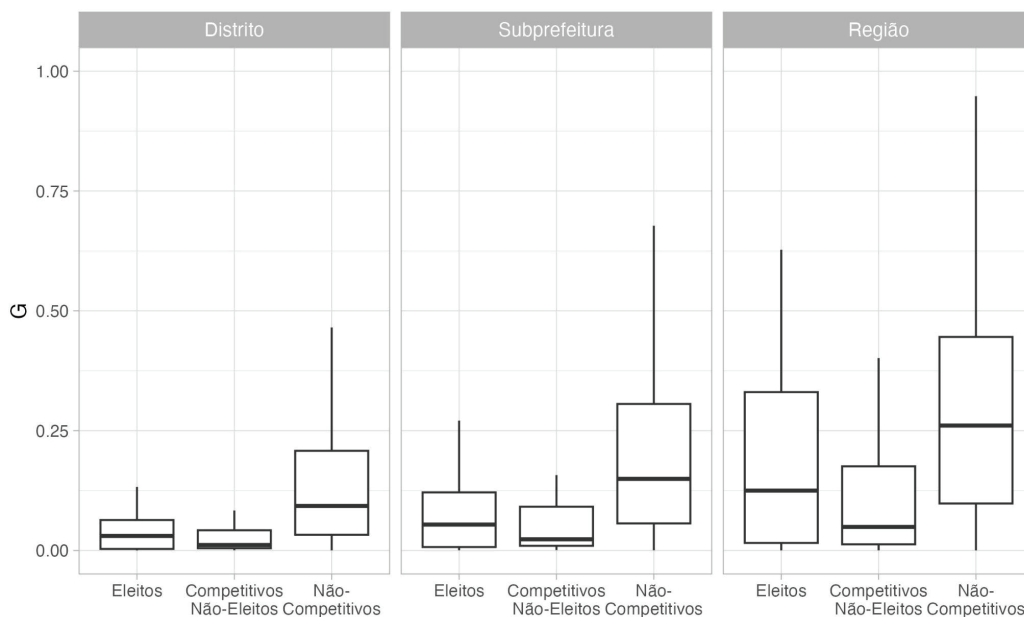 Distrito
Subprefeitura
Região
G
1.00
0.75
0.50
0.25
0.00
Eleitos
Competitivos
Não-Eleitos
Não-
Competitivos
Eleitos
Competitivos
Não-Eleitos
Não-
Competitivos
Eleitos
Competitivos
Não-Eleitos
Não-
Competitivos